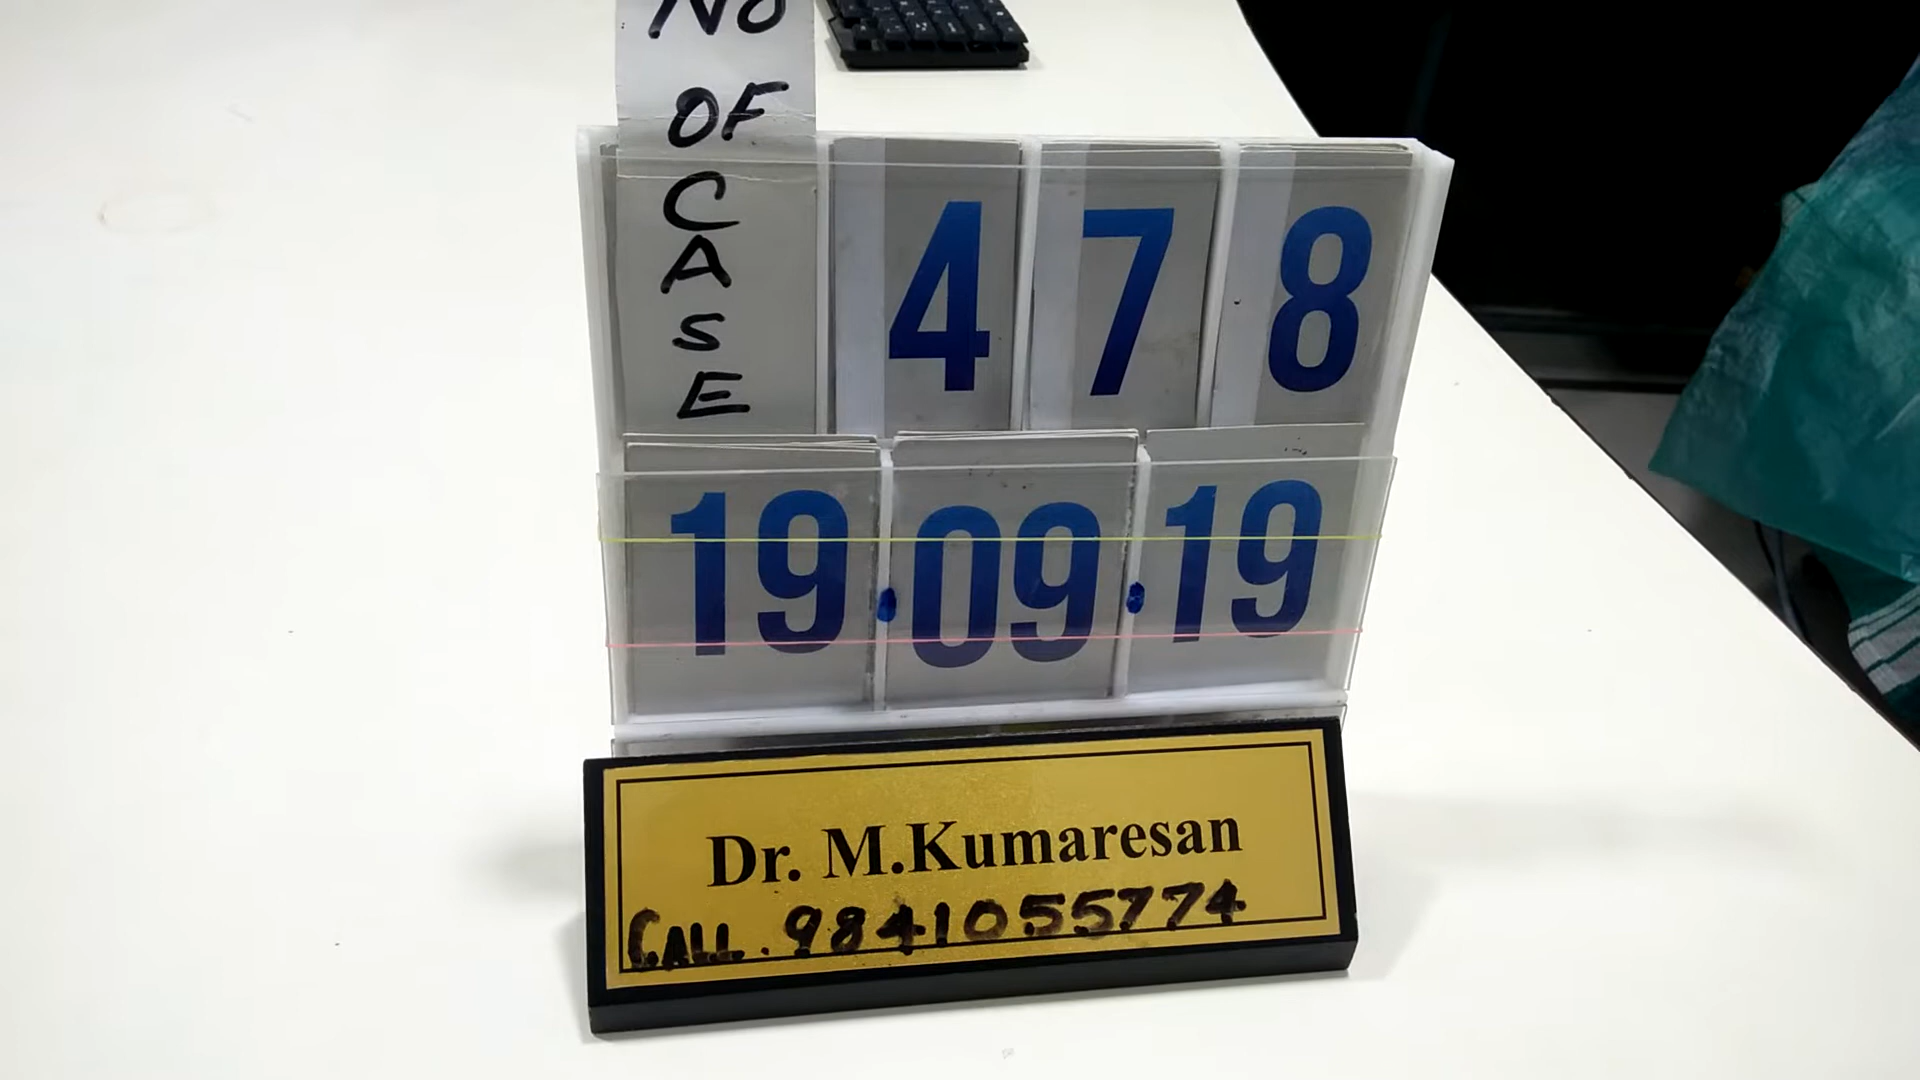 No
OF
CASE
478
19.09.19
Dr. M.Kumaresan
CALL. 9841055774